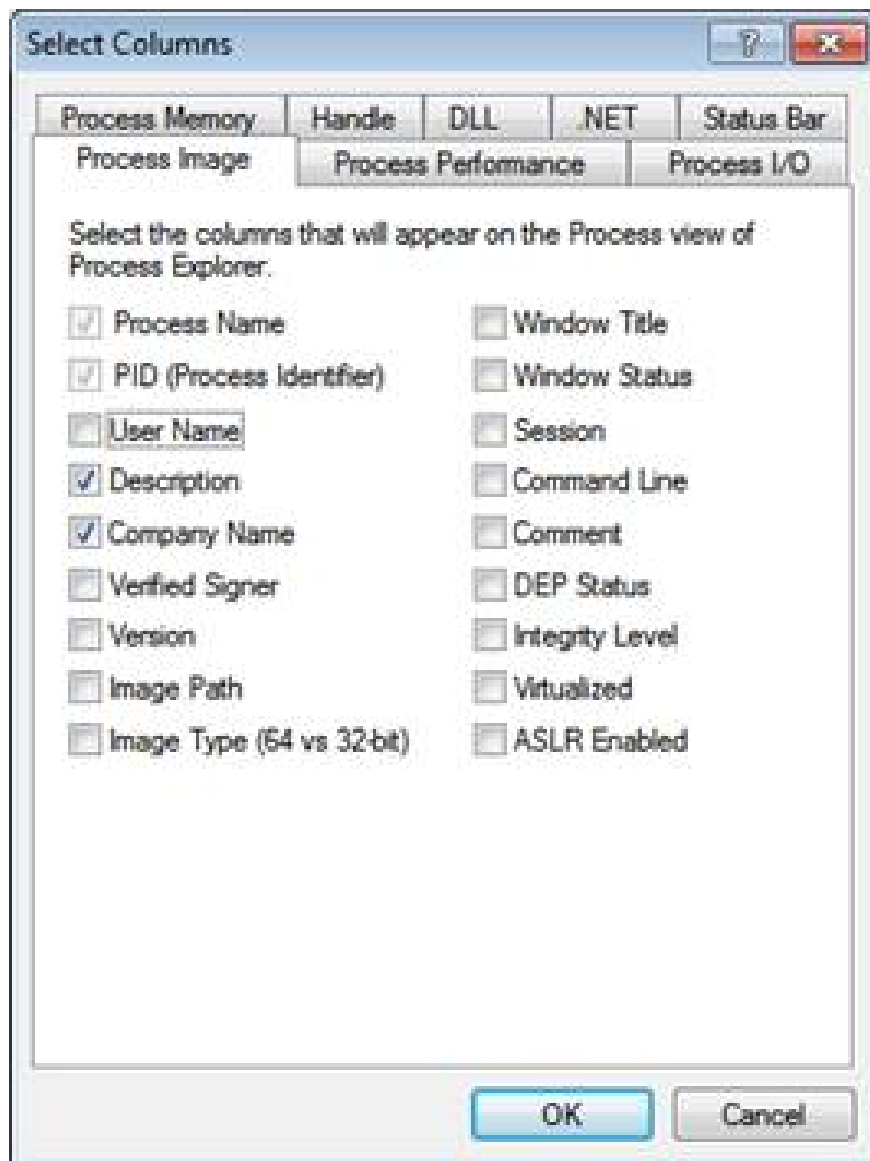 Select Columns
Process Memory Handle DLL .NET Status Bar
Process Image Process Performance Process I/O
Select the columns that will appear on the Process view of
Process Explorer.
Process Name
PID (Process Identifier)
User Name
Description
Company Name
Verified Signer
Version
Image Path
Image Type (64 vs 32-bit)
Window Title
Window Status
Session
Command Line
Comment
DEP Status
Integrity Level
Virtualized
ASLR Enabled
OK Cancel